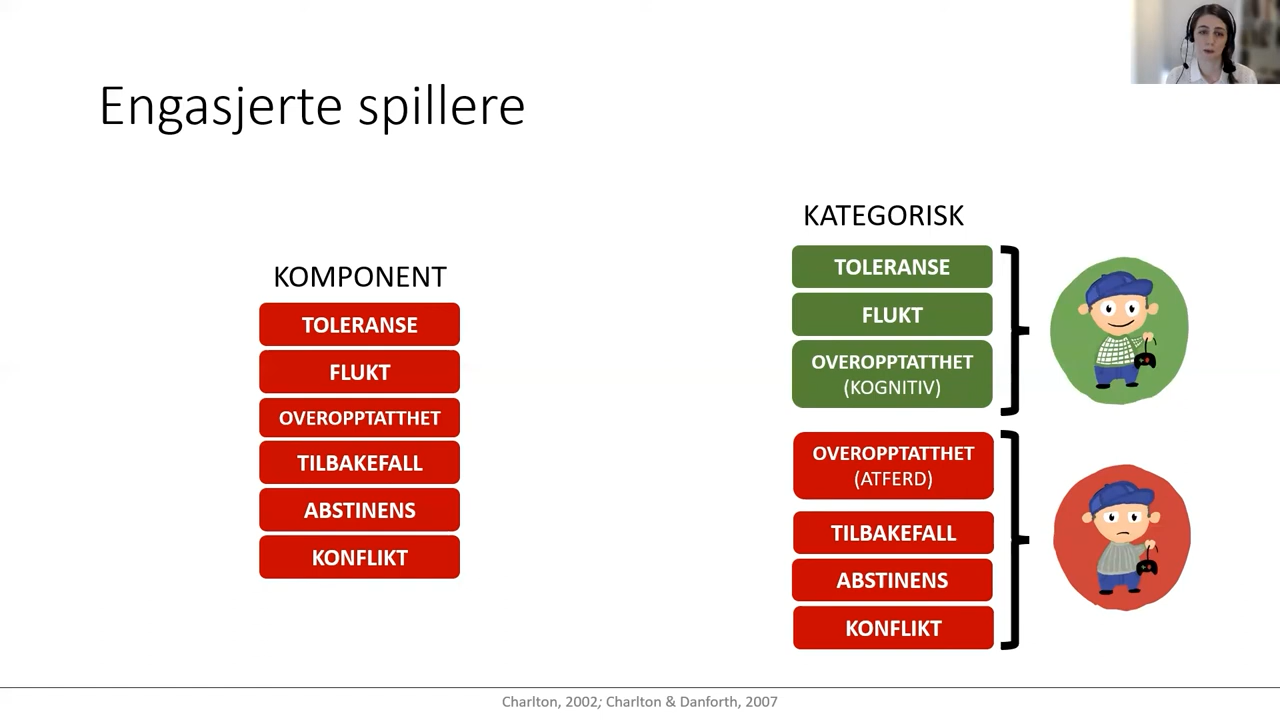 Engasjerte spillere
KOMPONENT
TOLERANSE
FLUKT
OVEROPPTATTHET
TILBAKEFALL
ABSTINENS
KONFLIKT
KATEGORISK
TOLERANSE
FLUKT
OVEROPPTATTHET
(KOGNITIV)
OVEROPPTATTHET
(ATFERD)
TILBAKEFALL
ABSTINENS
KONFLIKT
Charlton, 2002; Charlton & Danforth, 2007